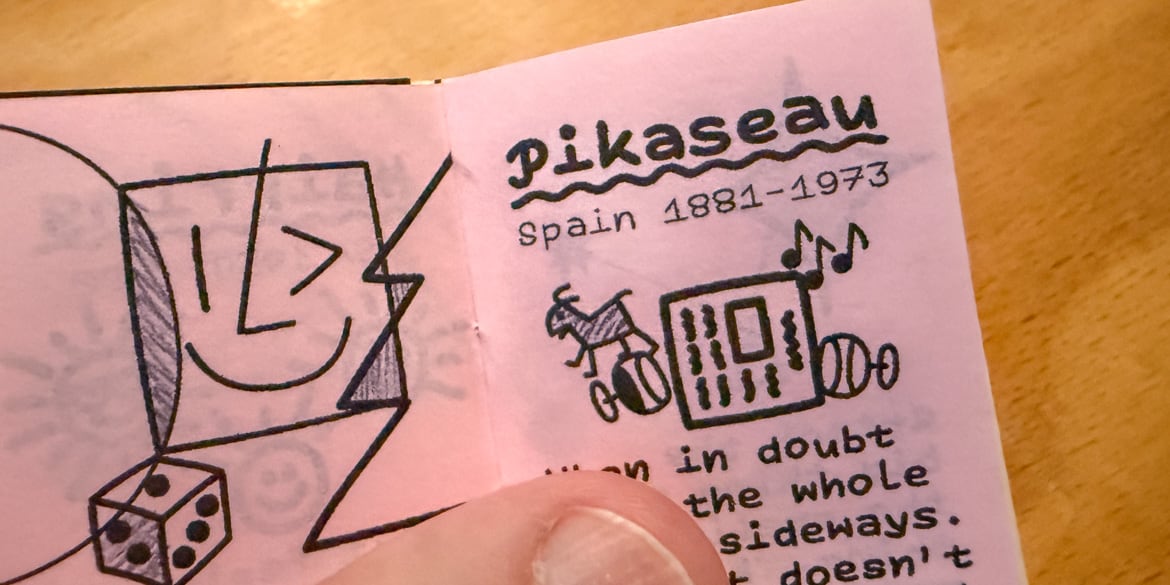 Pikaseau
Spain 1881-1973
in doubt
the whole
sideways.
doesn't